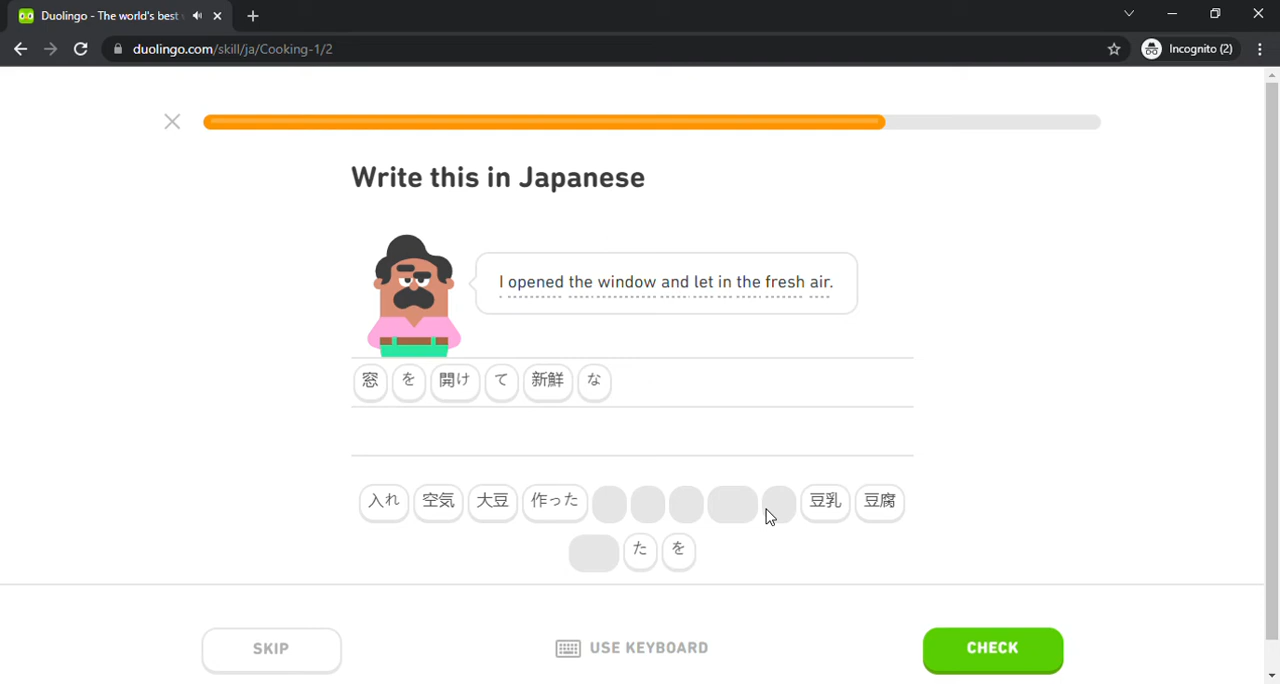 Duolingo - The world's best
duolingo.com/skill/ja/Cooking-1/2
Incognito (2)
Write this in Japanese
I opened the window and let in the fresh air.
窓 を 開け て 新鮮 な
入れ 空気 大豆 作った 豆乳 豆腐
た を
SKIP
USE KEYBOARD
CHECK